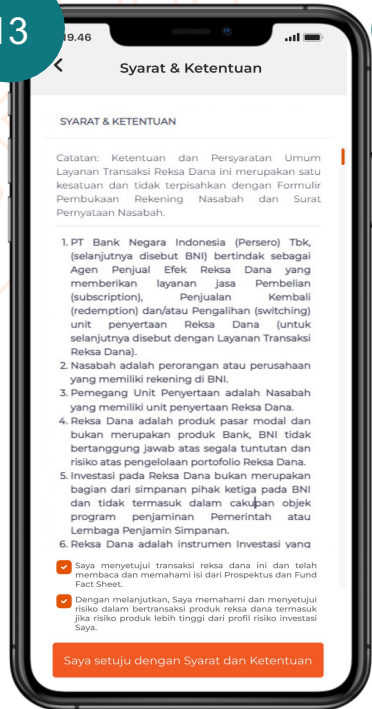 13
19.46
Syarat & Ketentuan
SYARAT & KETENTUAN
Catatan: Ketentuan dan Persyaratan Umum
Layanan Transaksi Reksa Dana ini merupakan satu
kesatuan dan tidak terpisahkan dengan Formulir
Pembukaan Rekening Nasabah dan Surat
Pernyataan Nasabah.
1. PT Bank Negara Indonesia (Persero) Tbk,
(selanjutnya disebut BNI) bertindak sebagai
Agen Penjual Efek Reksa Dana yang
memberikan layanan jasa Pembelian
(subscription), Penjualan Kembali
(redemption) dan/atau Pengalihan (switching)
unit penyertaan Reksa Dana (untuk
selanjutnya disebut dengan Layanan Transaksi
Reksa Dana).
2. Nasabah adalah perorangan atau perusahaan
yang memiliki rekening di BNI.
3. Pemegang Unit Penyertaan adalah Nasabah
yang memiliki unit penyertaan Reksa Dana.
4. Reksa Dana adalah produk pasar modal dan
bukan merupakan produk Bank, BNI tidak
bertanggung jawab atas segala tuntutan dan
risiko atas pengelolaan portofolio Reksa Dana.
5. Investasi pada Reksa Dana bukan merupakan
bagian dari simpanan pihak ketiga pada BNI
dan tidak termasuk dalam cakupan objek
program penjaminan Pemerintah atau
Lembaga Penjamin Simpanan.
6. Reksa Dana adalah instrumen Investasi yang
Saya menyetujui transaksi reksa dana ini dan telah
membaca dan memahami isi dari Prospektus dan Fund
Fact Sheet.
Dengan melanjutkan, Saya memahami dan menyetujui
risiko dalam bertransaksi produk reksa dana termasuk
jika risiko produk lebih tinggi dari profil risiko investasi
Saya.
Saya setuju dengan Syarat dan Ketentuan